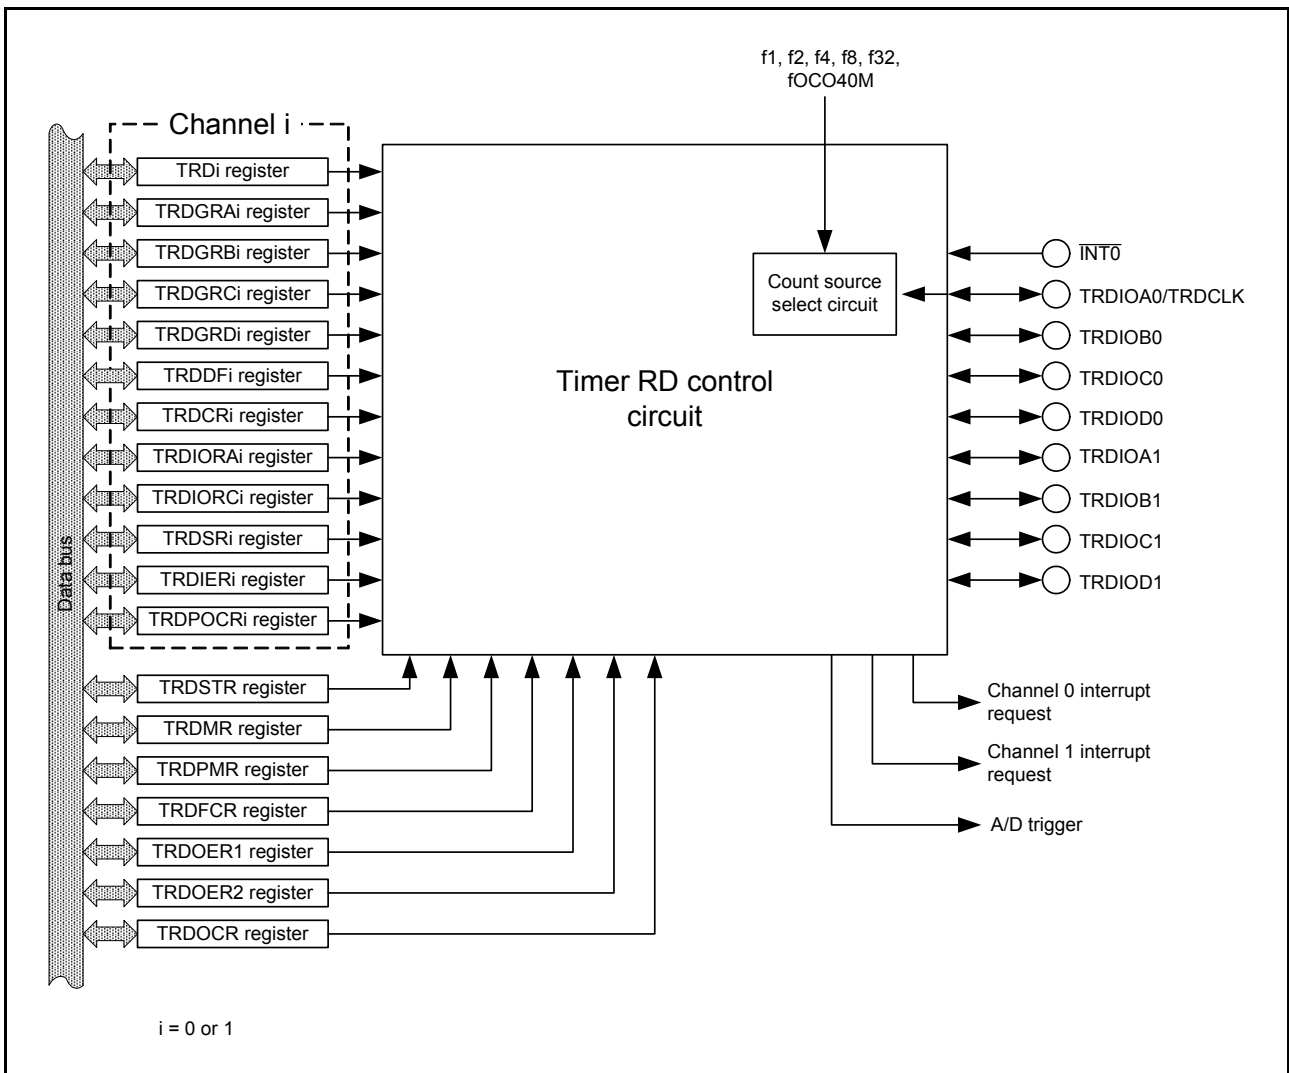 f1, f2, f4, f8, f32,
fOCO40M
Channel i
TRDi register
TRDGRAi register
TRDGRBi register
TRDGRCi register
TRDGRDi register
TRDDFi register
TRDCRi register
TRDIORAi register
TRDIORCi register
TRDSRi register
TRDIERi register
TRDPOCRi register
Data bus
TRDSTR register
TRDMR register
TRDPMR register
TRDFCR register
TRDOER1 register
TRDOER2 register
TRDOCR register
Timer RD control
circuit
Count source
select circuit
INT0
TRDIOA0/TRDCLK
TRDIOB0
TRDIOC0
TRDIOD0
TRDIOA1
TRDIOB1
TRDIOC1
TRDIOD1
Channel 0 interrupt
request
Channel 1 interrupt
request
A/D trigger
i = 0 or 1